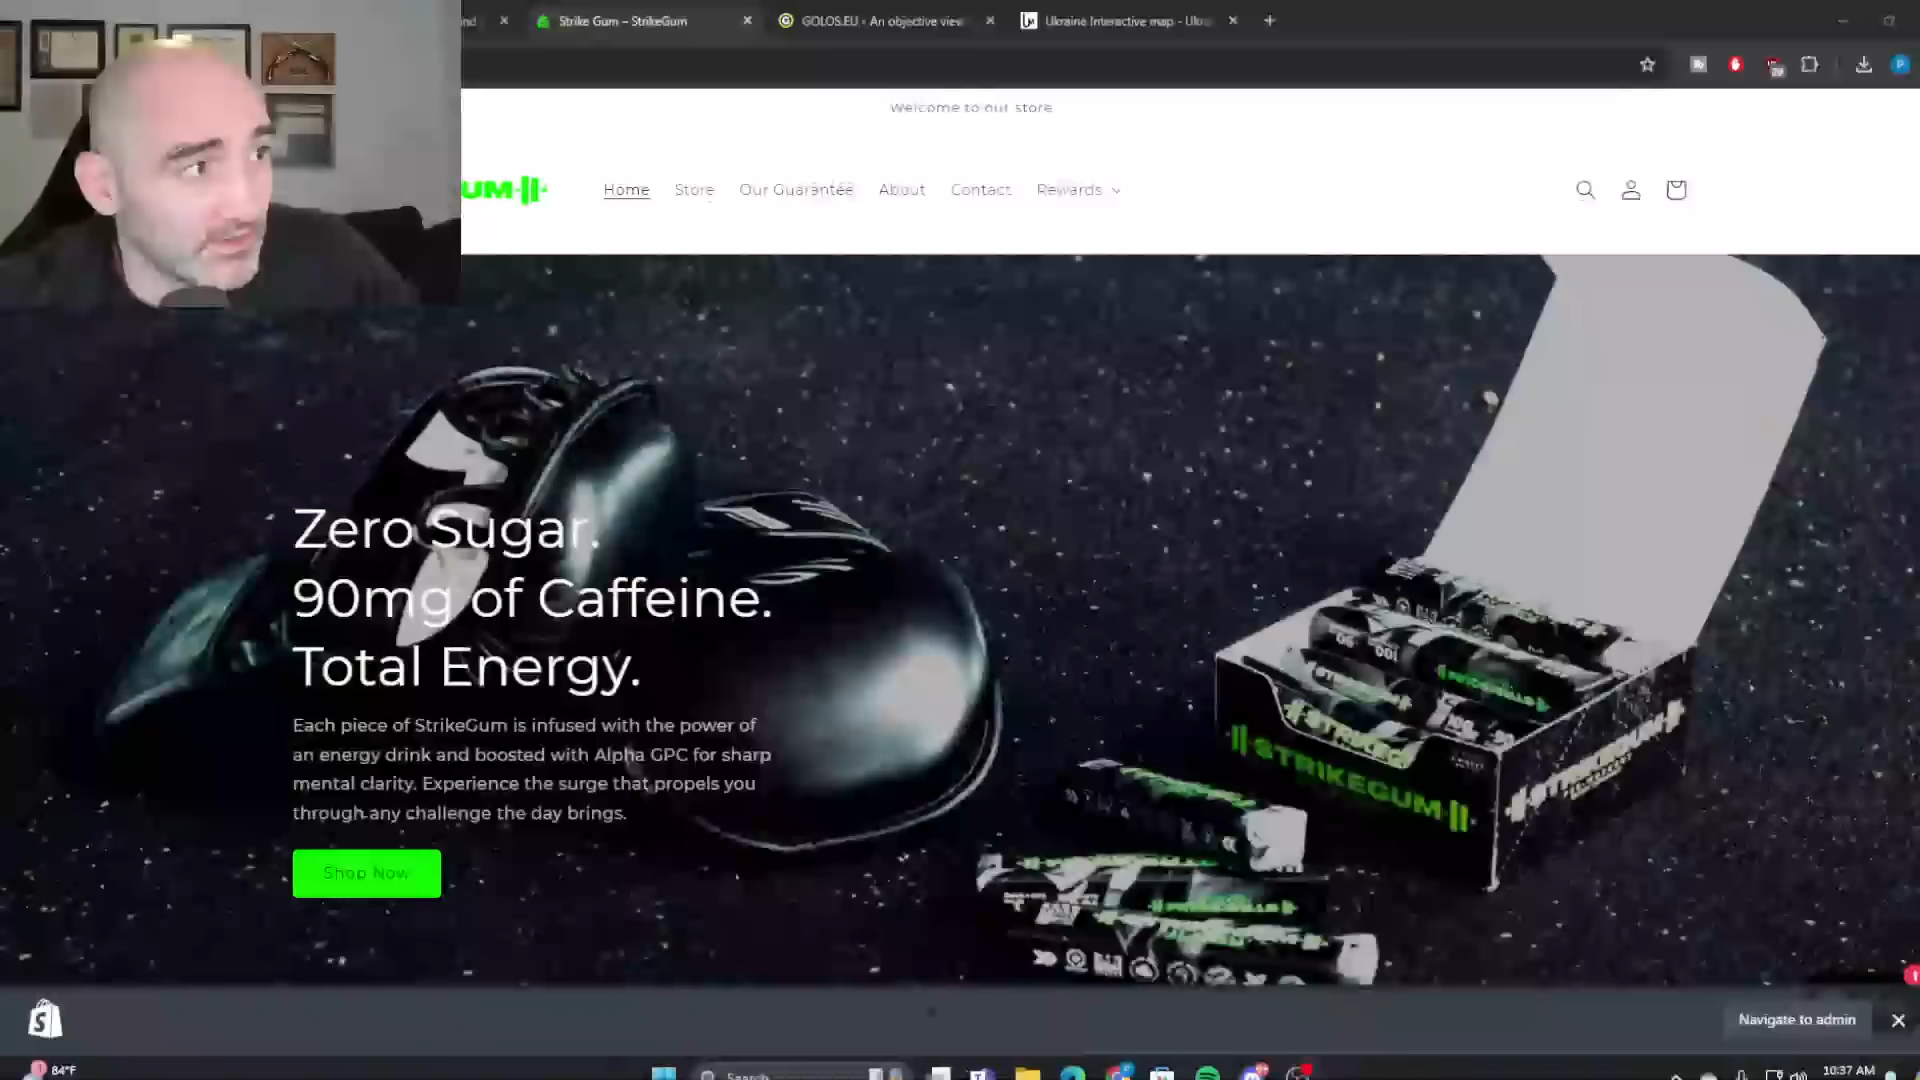 Strike Gum – StrikeGum
GOLOS.EU - An objective view
Ukraine Interactive map - Ukra
Welcome to our store
UM
Home
Store
Our Guarantee
About
Contact
Rewards
Zero Sugar.
90mg of Caffeine.
Total Energy.
Each piece of StrikeGum is infused with the power of
an energy drink and boosted with Alpha GPC for sharp
mental clarity. Experience the surge that propels you
through any challenge the day brings.
Shop Now
STRIKEGUM
Navigate to admin
84°F
Search
10:37 AM